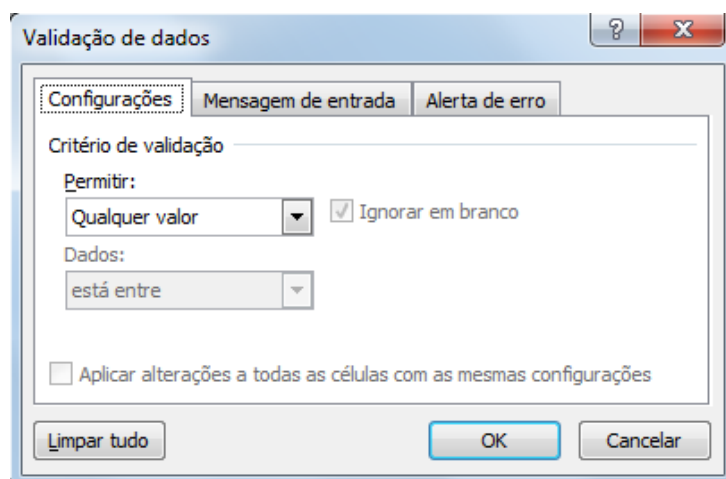 Validação de dados
Configurações Mensagem de entrada Alerta de erro
Critério de validação
Permitir:
Qualquer valor Ignorar em branco
Dados:
está entre
Aplicar alterações a todas as células com as mesmas configurações
Limpar tudo OK Cancelar